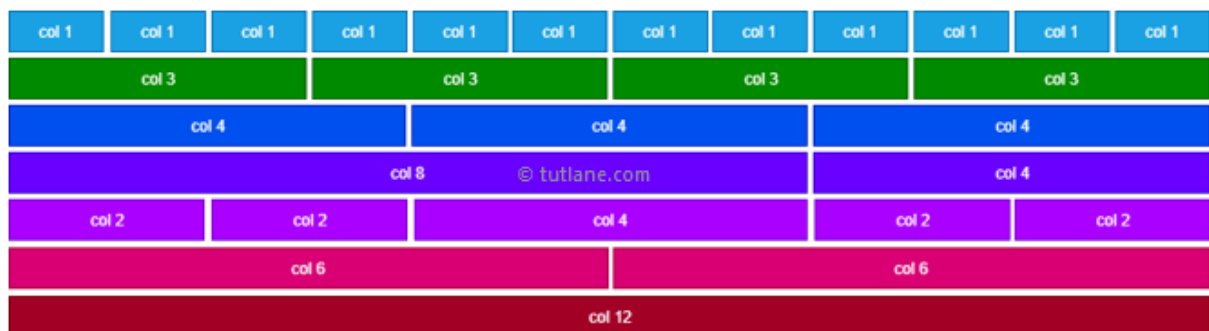 col 1 col 1 col 1 col 1 col 1 col 1 col 1 col 1 col 1 col 1 col 1 col 1
col 3 col 3 col 3 col 3
col 4 col 4 col 4
col 8 © tutlane.com col 4
col 2 col 2 col 4 col 2 col 2
col 6 col 6
col 12